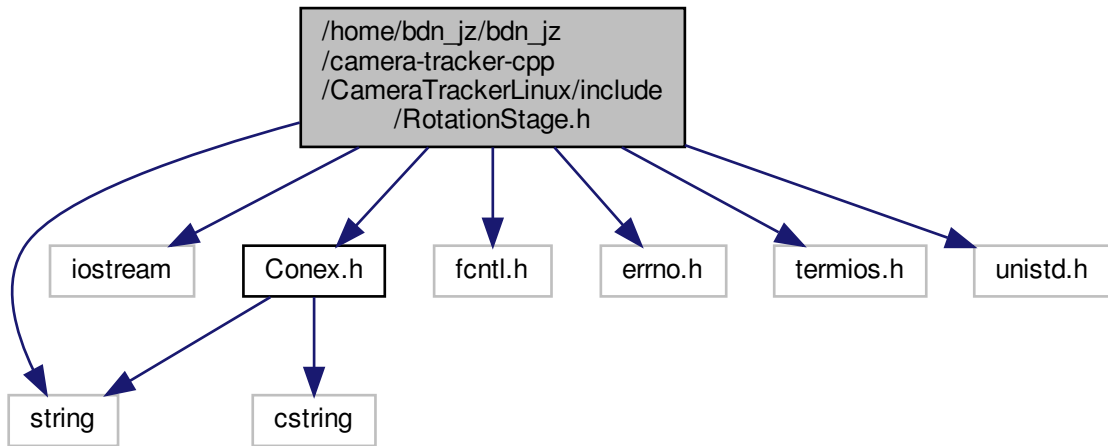 /home/bdn_jz/bdn_jz
/camera-tracker-cpp
/CameraTrackerLinux/include
/RotationStage.h
iostream
Conex.h
fcntl.h
errno.h
termios.h
unistd.h
string
cstring